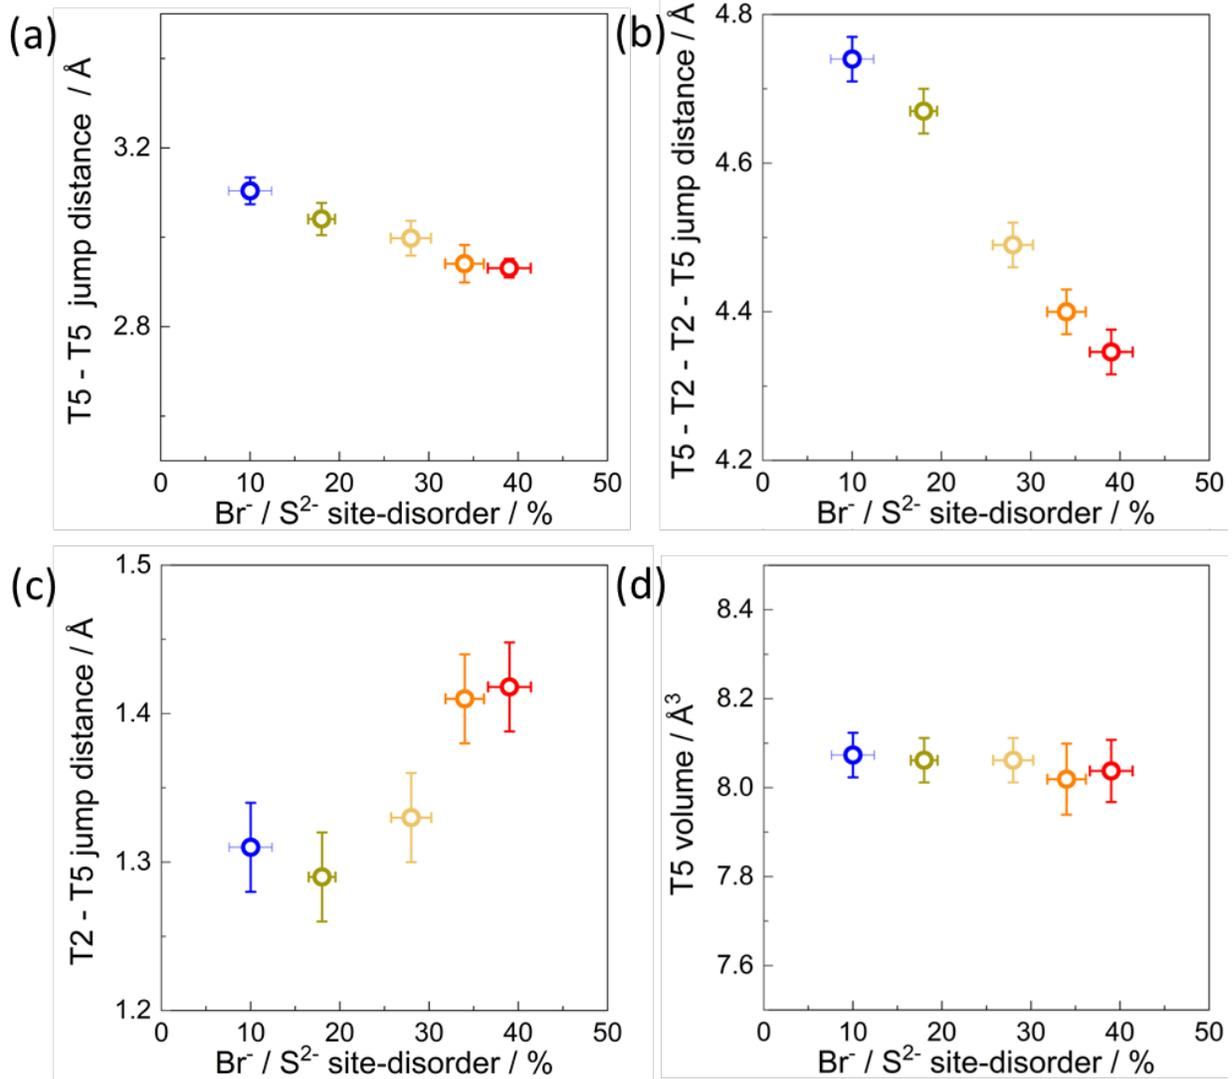 (a)
T5 - T5 jump distance / Å
3.2
2.8
0 10 20 30 40 50
Br⁻ / S²⁻ site-disorder / %
(b)
T5 - T2 - T2 - T5 jump distance / Å
4.8
4.6
4.4
4.2
0 10 20 30 40 50
Br⁻ / S²⁻ site-disorder / %
(c)
T2 - T5 jump distance / Å
1.5
1.4
1.3
1.2
0 10 20 30 40 50
Br⁻ / S²⁻ site-disorder / %
(d)
T5 volume / Å³
8.4
8.2
8.0
7.8
7.6
0 10 20 30 40 50
Br⁻ / S²⁻ site-disorder / %